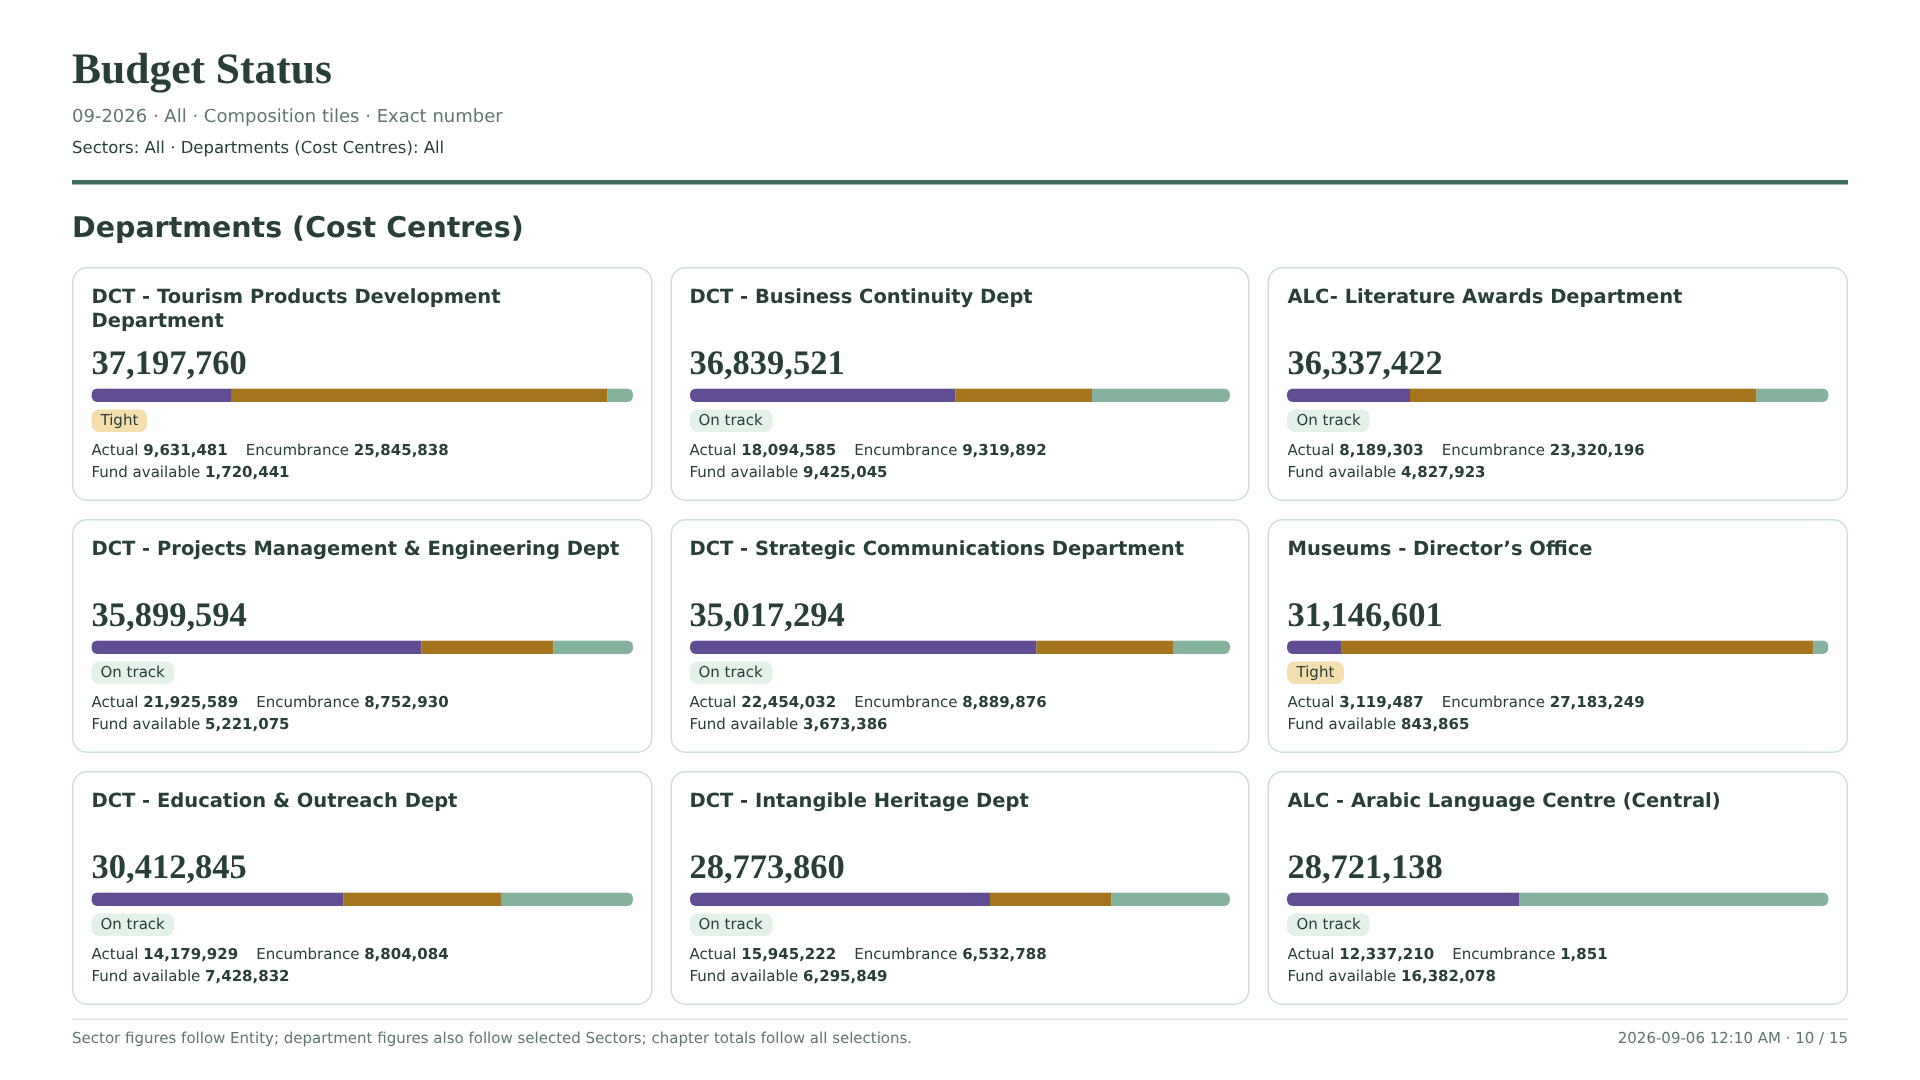 Budget Status
09-2026 · All · Composition tiles · Exact number
Sectors: All · Departments (Cost Centres): All
Departments (Cost Centres)
DCT - Tourism Products Development
Department
37,197,760
Tight
Actual 9,631,481 Encumbrance 25,845,838
Fund available 1,720,441
DCT - Business Continuity Dept
36,839,521
On track
Actual 18,094,585 Encumbrance 9,319,892
Fund available 9,425,045
ALC- Literature Awards Department
36,337,422
On track
Actual 8,189,303 Encumbrance 23,320,196
Fund available 4,827,923
DCT - Projects Management & Engineering Dept
35,899,594
On track
Actual 21,925,589 Encumbrance 8,752,930
Fund available 5,221,075
DCT - Strategic Communications Department
35,017,294
On track
Actual 22,454,032 Encumbrance 8,889,876
Fund available 3,673,386
Museums - Director’s Office
31,146,601
Tight
Actual 3,119,487 Encumbrance 27,183,249
Fund available 843,865
DCT - Education & Outreach Dept
30,412,845
On track
Actual 14,179,929 Encumbrance 8,804,084
Fund available 7,428,832
DCT - Intangible Heritage Dept
28,773,860
On track
Actual 15,945,222 Encumbrance 6,532,788
Fund available 6,295,849
ALC - Arabic Language Centre (Central)
28,721,138
On track
Actual 12,337,210 Encumbrance 1,851
Fund available 16,382,078
Sector figures follow Entity; department figures also follow selected Sectors; chapter totals follow all selections.
2026-09-06 12:10 AM · 10 / 15